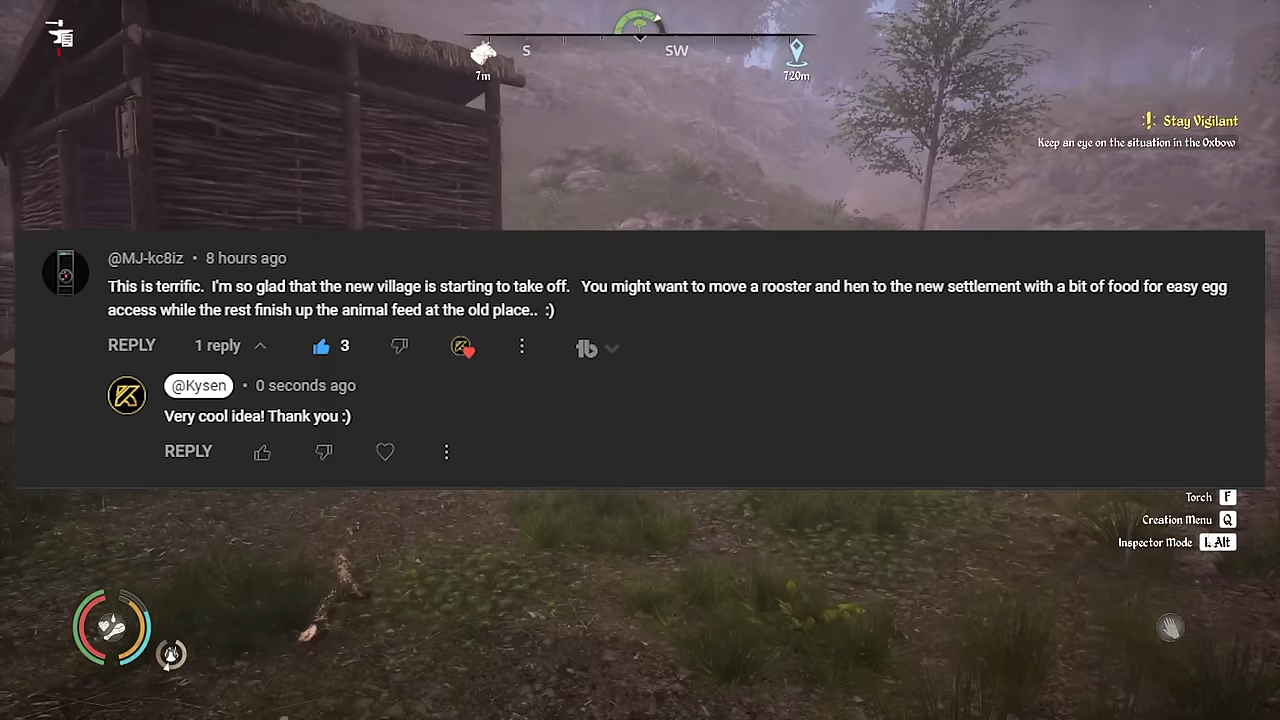 S
SW
7m
720m
Stay Vigilant
Keep an eye on the situation in the Oxbow
@MJ-kc8iz • 8 hours ago
This is terrific. I'm so glad that the new village is starting to take off. You might want to move a rooster and hen to the new settlement with a bit of food for easy egg
access while the rest finish up the animal feed at the old place.. :)
REPLY 1 reply 3
@Kysen • 0 seconds ago
Very cool idea! Thank you :)
REPLY
Torch F
Creation Menu Q
Inspector Mode L Alt